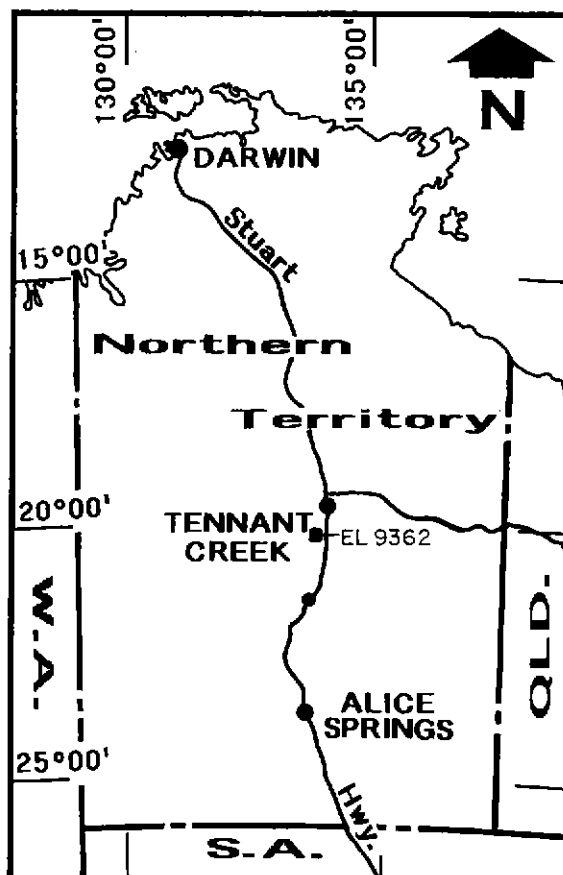 130°00'
135°00'
N
DARWIN
Stuart
15°00'
Northern
Territory
20°00'
TENNANT
CREEK
EL 9362
W.A.
QLD.
ALICE
SPRINGS
25°00'
Hwy.
S.A.